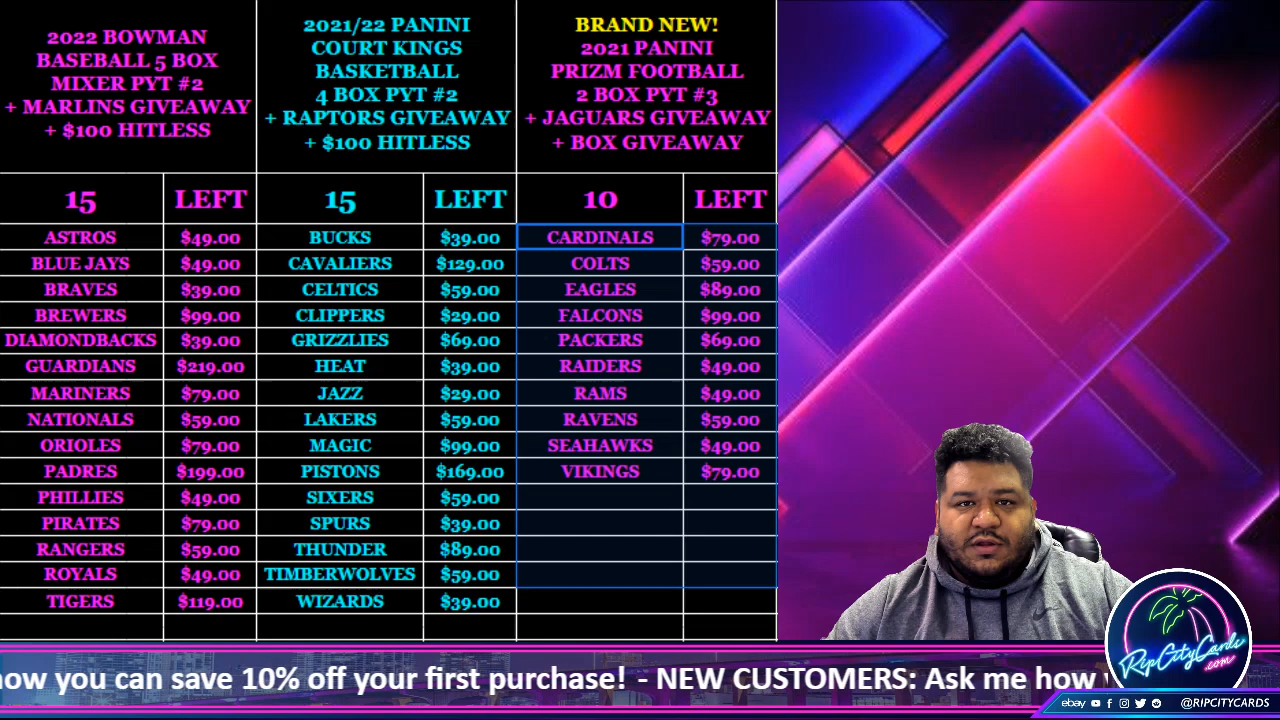 2022 BOWMAN
BASEBALL 5 BOX
MIXER PYT #2
+ MARLINS GIVEAWAY
+ $100 HITLESS
15 LEFT
ASTROS $49.00
BLUE JAYS $49.00
BRAVES $39.00
BREWERS $99.00
DIAMONDBACKS $39.00
GUARDIANS $219.00
MARINERS $79.00
NATIONALS $59.00
ORIOLES $79.00
PADRES $199.00
PHILLIES $49.00
PIRATES $79.00
RANGERS $59.00
ROYALS $49.00
TIGERS $119.00
2021/22 PANINI
COURT KINGS
BASKETBALL
4 BOX PYT #2
+ RAPTORS GIVEAWAY
+ $100 HITLESS
15 LEFT
BUCKS $39.00
CAVALIERS $129.00
CELTICS $59.00
CLIPPERS $29.00
GRIZZLIES $69.00
HEAT $39.00
JAZZ $29.00
LAKERS $59.00
MAGIC $99.00
PISTONS $169.00
SIXERS $59.00
SPURS $39.00
THUNDER $89.00
TIMBERWOLVES $59.00
WIZARDS $39.00
BRAND NEW!
2021 PANINI
PRIZM FOOTBALL
2 BOX PYT #3
+ JAGUARS GIVEAWAY
+ BOX GIVEAWAY
10 LEFT
CARDINALS $79.00
COLTS $59.00
EAGLES $89.00
FALCONS $99.00
PACKERS $69.00
RAIDERS $49.00
RAMS $49.00
RAVENS $59.00
SEAHAWKS $49.00
VIKINGS $79.00
now you can save 10% off your first purchase! - NEW CUSTOMERS: Ask me how
RipCityCards
.com
ebay @RIPCITYCARDS